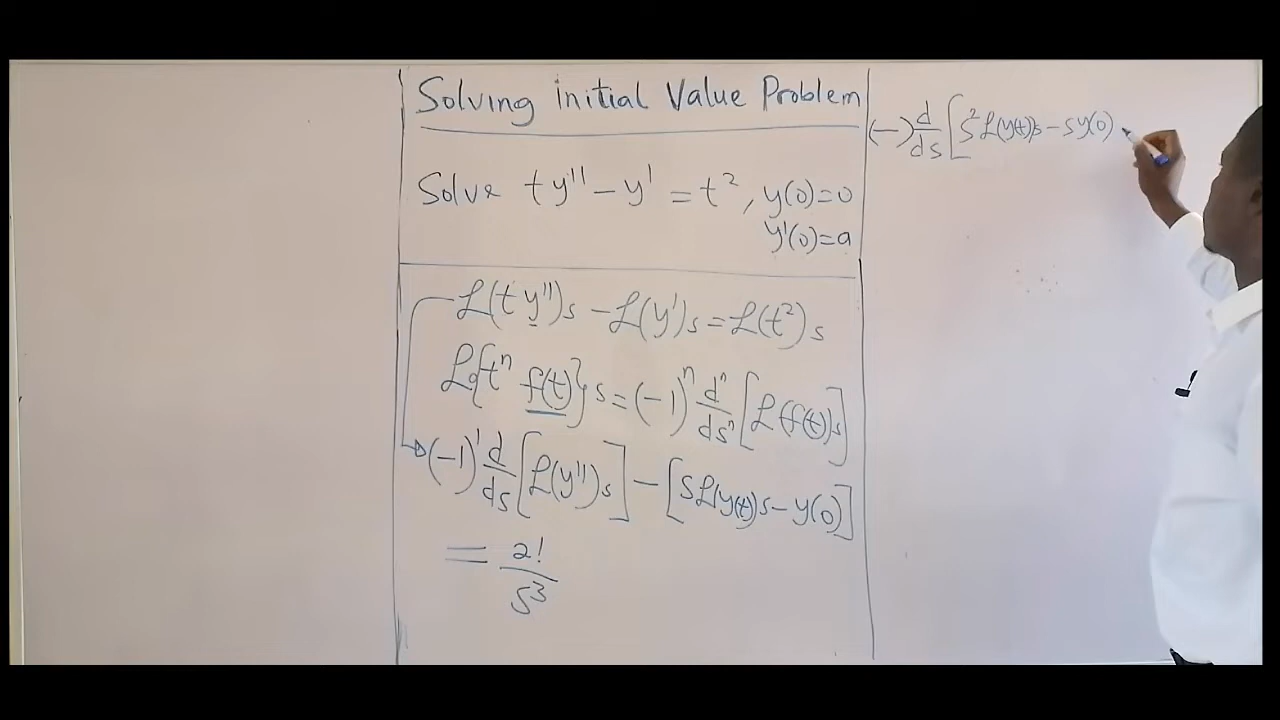 Solving Initial Value Problem
Solve ty'' - y' = t², y(0)=0
y'(0)=a
ℒ(t y'')s - ℒ(y')s = ℒ(t²)s
ℒ{tⁿ f(t)}s = (-1)ⁿ dⁿ/dsⁿ [ℒ(f(t))s]
(-1)¹ d/ds [ℒ(y'')s] - [sℒ(y(t))s - y(0)]
= 2!/s³
(-) d/ds [s²ℒ(y(t))s - sy(0)